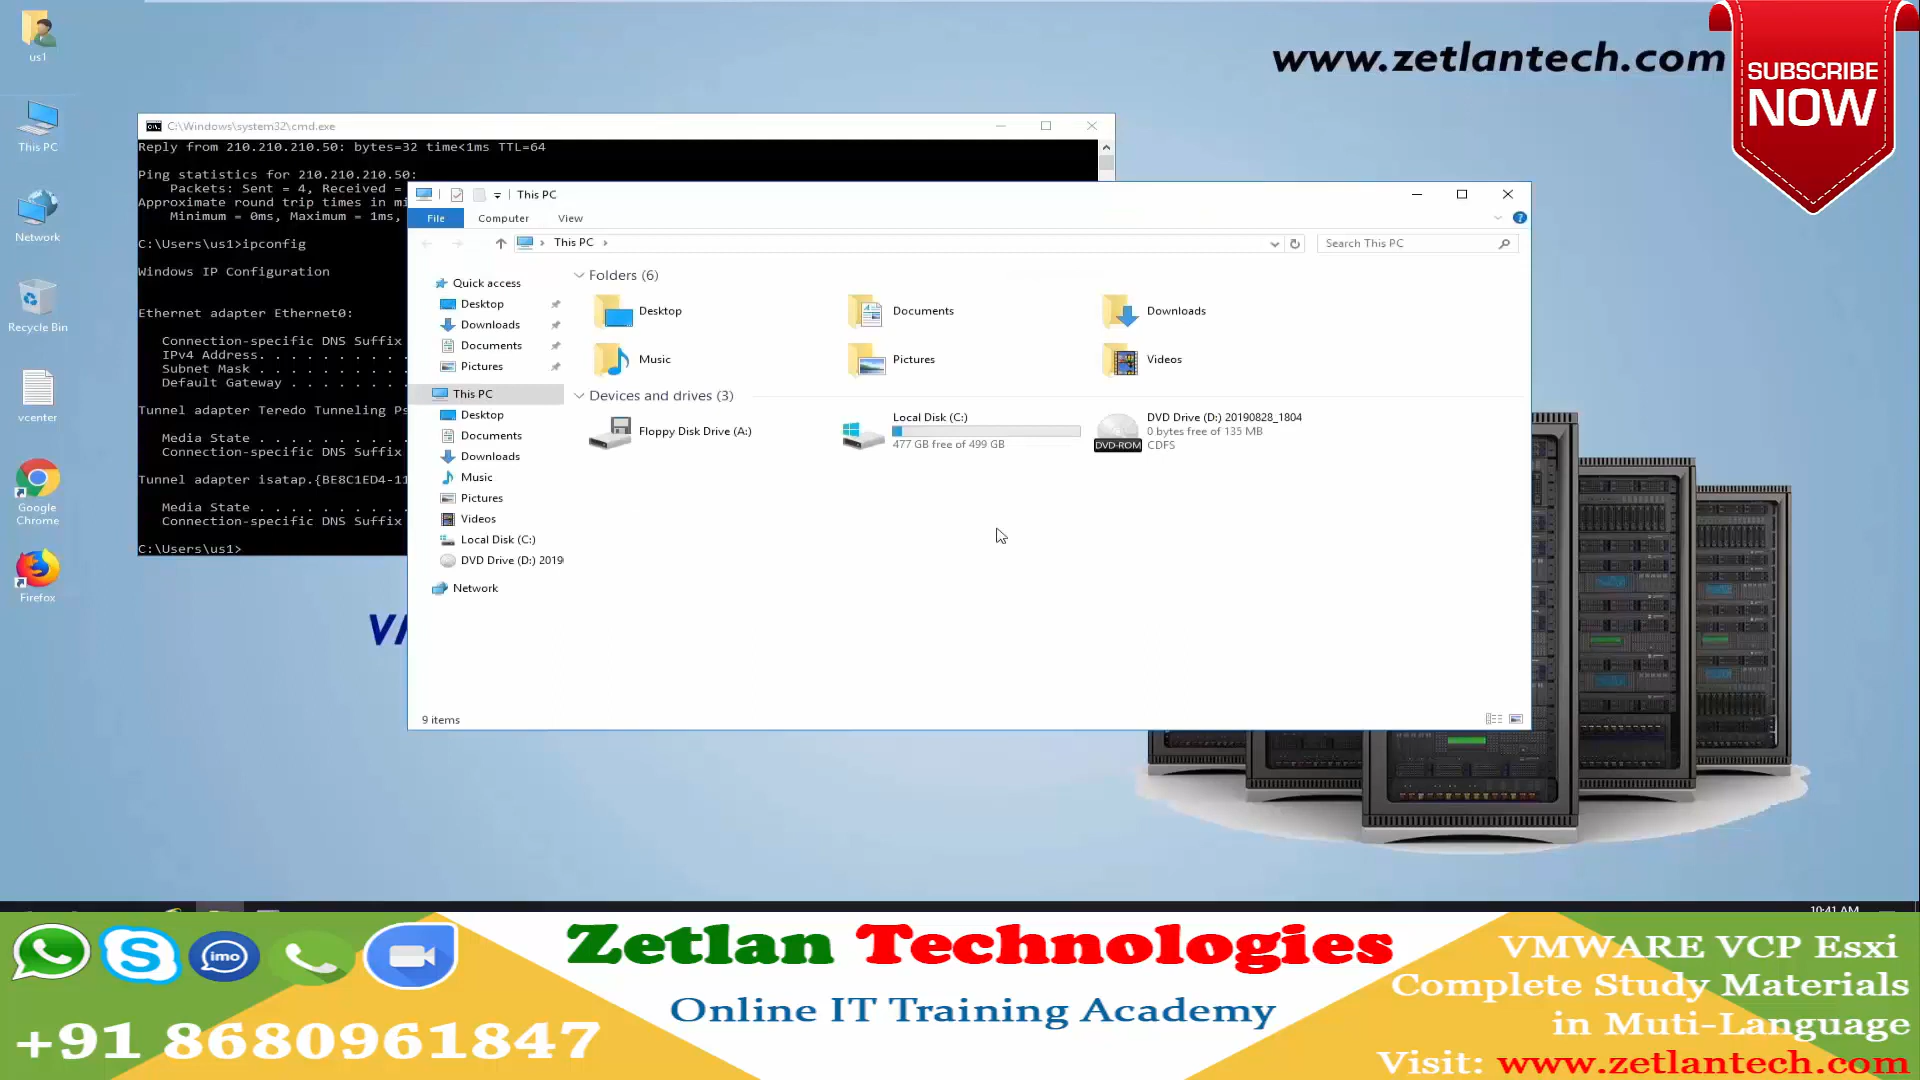 us1
This PC
Network
Recycle Bin
vcenter
Google
Chrome
Firefox
www.zetlantech.com
SUBSCRIBE
NOW
C:\Windows\system32\cmd.exe
Reply from 210.210.210.50: bytes=32 time<1ms TTL=64
Ping statistics for 210.210.210.50:
Packets: Sent = 4, Received =
Approximate round trip times in mi
Minimum = 0ms, Maximum = 1ms,
C:\Users\us1>ipconfig
Windows IP Configuration
Ethernet adapter Ethernet0:
Connection-specific DNS Suffix
IPv4 Address. . . . . . . . . . .
Subnet Mask . . . . . . . . . . .
Default Gateway . . . . . . . . .
Tunnel adapter Teredo Tunneling Ps
Media State . . . . . . . . . . .
Connection-specific DNS Suffix
Tunnel adapter isatap.{BE8C1ED4-11
Media State . . . . . . . . . . .
Connection-specific DNS Suffix
C:\Users\us1>
This PC
File Computer View
This PC
Search This PC
Quick access
Desktop
Downloads
Documents
Pictures
This PC
Desktop
Documents
Downloads
Music
Pictures
Videos
Local Disk (C:)
DVD Drive (D:) 2019
Network
Folders (6)
Desktop
Documents
Downloads
Music
Pictures
Videos
Devices and drives (3)
Floppy Disk Drive (A:)
Local Disk (C:)
477 GB free of 499 GB
DVD Drive (D:) 20190828_1804
0 bytes free of 135 MB
CDFS
DVD-ROM
9 items
10:41 AM
imo
+91 8680961847
Zetlan Technologies
Online IT Training Academy
VMWARE VCP Esxi
Complete Study Materials
in Muti-Language
Visit: www.zetlantech.com